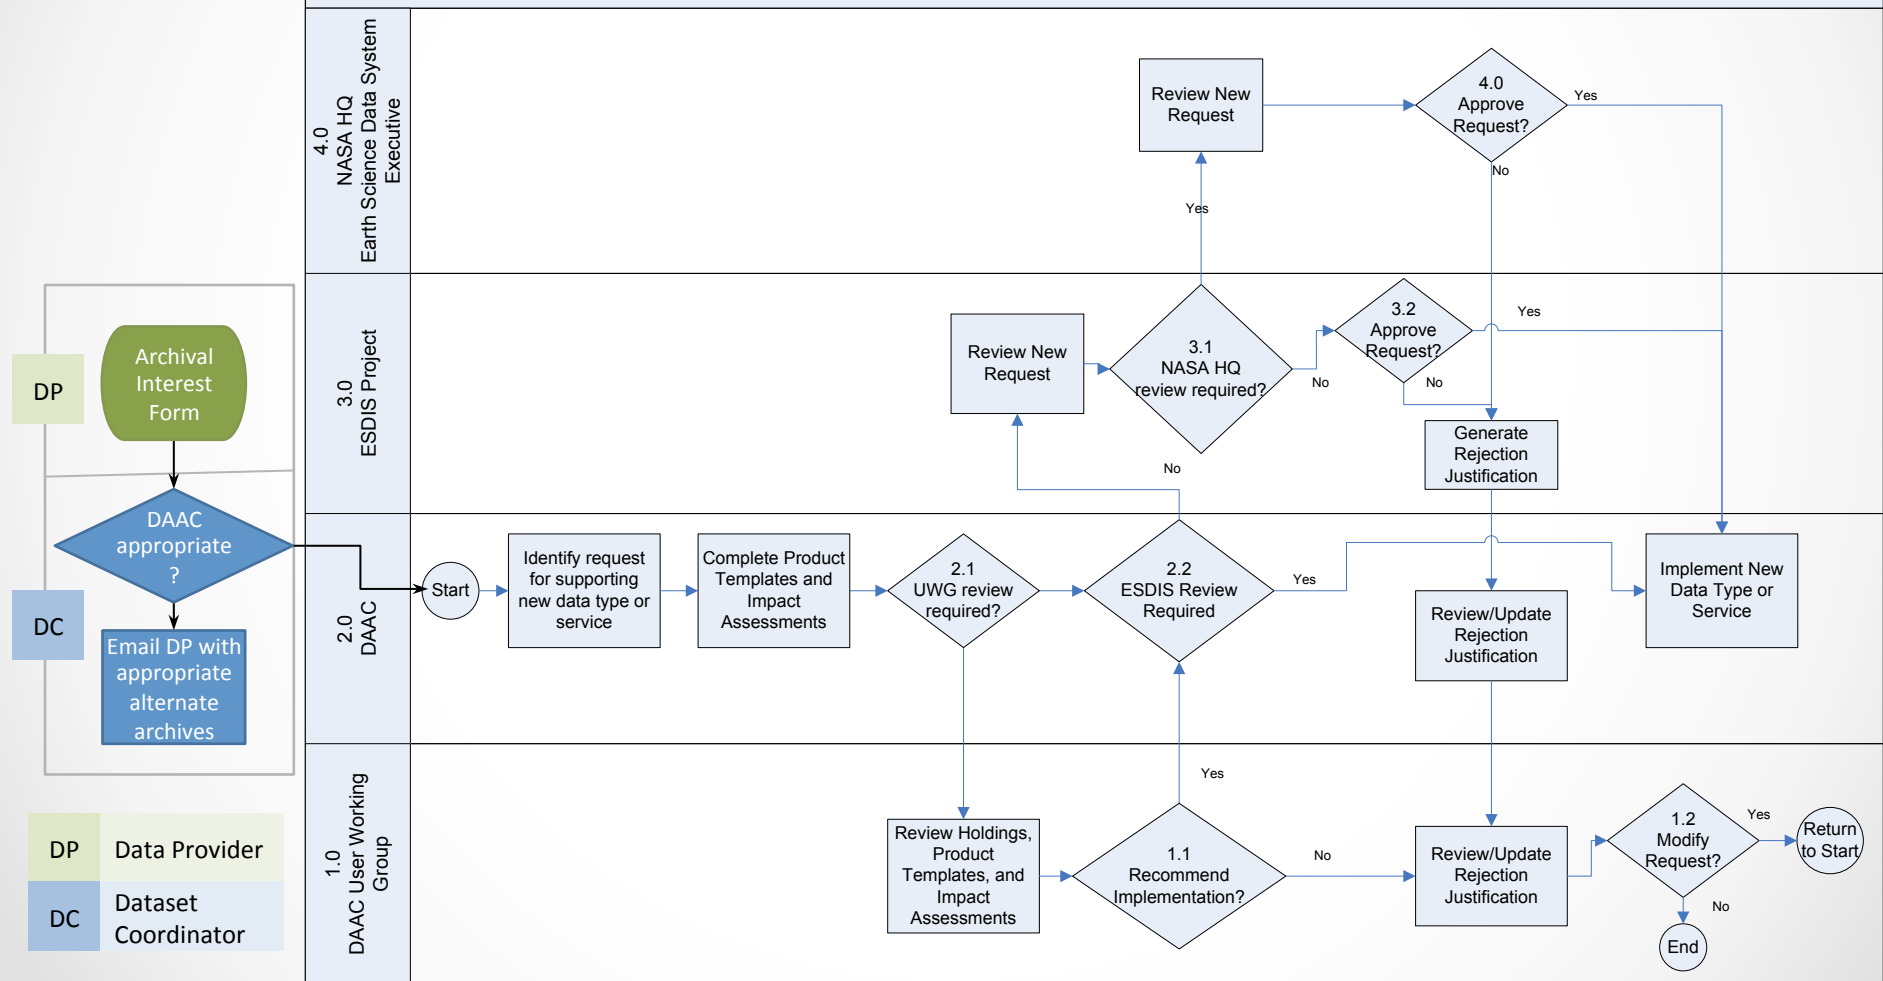 4.0
NASA HQ
Earth Science Data System
Executive
Review New
Request
4.0
Approve
Request?
Yes
No
Yes
3.0
ESDIS Project
Review New
Request
3.1
NASA HQ
review required?
No
3.2
Approve
Request?
Yes
No
Generate
Rejection
Justification
No
DP
Archival
Interest
Form
DAAC
appropriate
?
DC
Email DP with
appropriate
alternate
archives
2.0
DAAC
Start
Identify request
for supporting
new data type or
service
Complete Product
Templates and
Impact
Assessments
2.1
UWG review
required?
2.2
ESDIS Review
Required
Yes
Review/Update
Rejection
Justification
Implement New
Data Type or
Service
1.0
DAAC User Working
Group
Review Holdings,
Product
Templates, and
Impact
Assessments
Yes
1.1
Recommend
Implementation?
No
Review/Update
Rejection
Justification
1.2
Modify
Request?
Yes
Return
to Start
No
End
DP
Data Provider
DC
Dataset
Coordinator